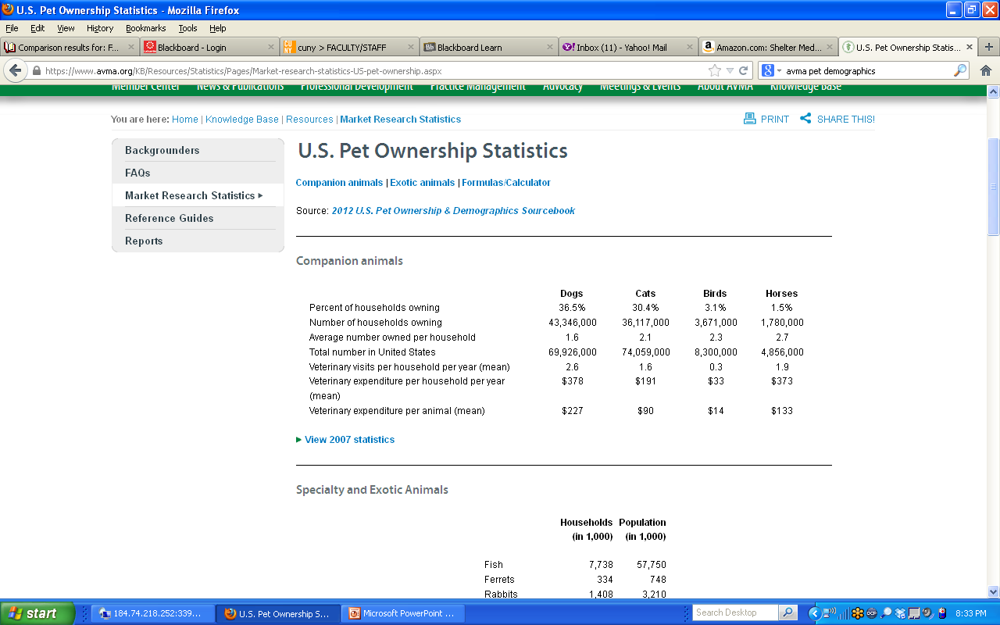 U.S. Pet Ownership Statistics - Mozilla Firefox
File Edit View History Bookmarks Tools Help
Comparison results for: F... Blackboard - Login cuny > FACULTY/STAFF Blackboard Learn Inbox (11) - Yahoo! Mail Amazon.com: Shelter Med... U.S. Pet Ownership Statis...
https://www.avma.org/KB/Resources/Statistics/Pages/Market-research-statistics-US-pet-ownership.aspx avma pet demographics
Member Center News & Publications Professional Development Practice Management Advocacy Meetings & Events About AVMA Knowledge Base
You are here: Home | Knowledge Base | Resources | Market Research Statistics PRINT SHARE THIS!
Backgrounders
FAQs
Market Research Statistics
Reference Guides
Reports
U.S. Pet Ownership Statistics
Companion animals | Exotic animals | Formulas/Calculator
Source: 2012 U.S. Pet Ownership & Demographics Sourcebook
Companion animals
Dogs Cats Birds Horses
Percent of households owning 36.5% 30.4% 3.1% 1.5%
Number of households owning 43,346,000 36,117,000 3,671,000 1,780,000
Average number owned per household 1.6 2.1 2.3 2.7
Total number in United States 69,926,000 74,059,000 8,300,000 4,856,000
Veterinary visits per household per year (mean) 2.6 1.6 0.3 1.9
Veterinary expenditure per household per year $378 $191 $33 $373
(mean)
Veterinary expenditure per animal (mean) $227 $90 $14 $133
View 2007 statistics
Specialty and Exotic Animals
Households Population
(in 1,000) (in 1,000)
Fish 7,738 57,750
Ferrets 334 748
Rabbits 1,408 3,210
start 184.74.218.252:339... U.S. Pet Ownership S... Microsoft PowerPoint ... Search Desktop 8:33 PM